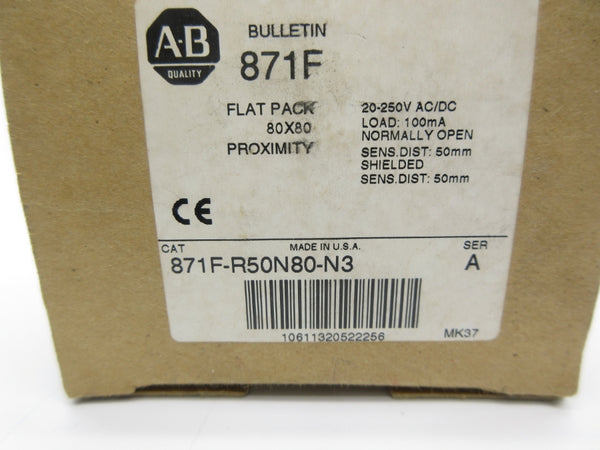 A-B
QUALITY
BULLETIN
871F
FLAT PACK
80X80
PROXIMITY
20-250V AC/DC
LOAD: 100mA
NORMALLY OPEN
SENS.DIST: 50mm
SHIELDED
SENS.DIST: 50mm
CE
CAT MADE IN U.S.A. SER
871F-R50N80-N3 A
10611320522256
MK37